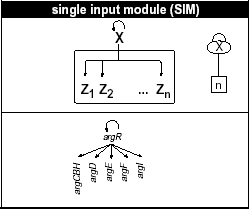 single input module (SIM)
X
X
Z1 Z2 ... Zn
n
argR
argCBH argD argE argF argI